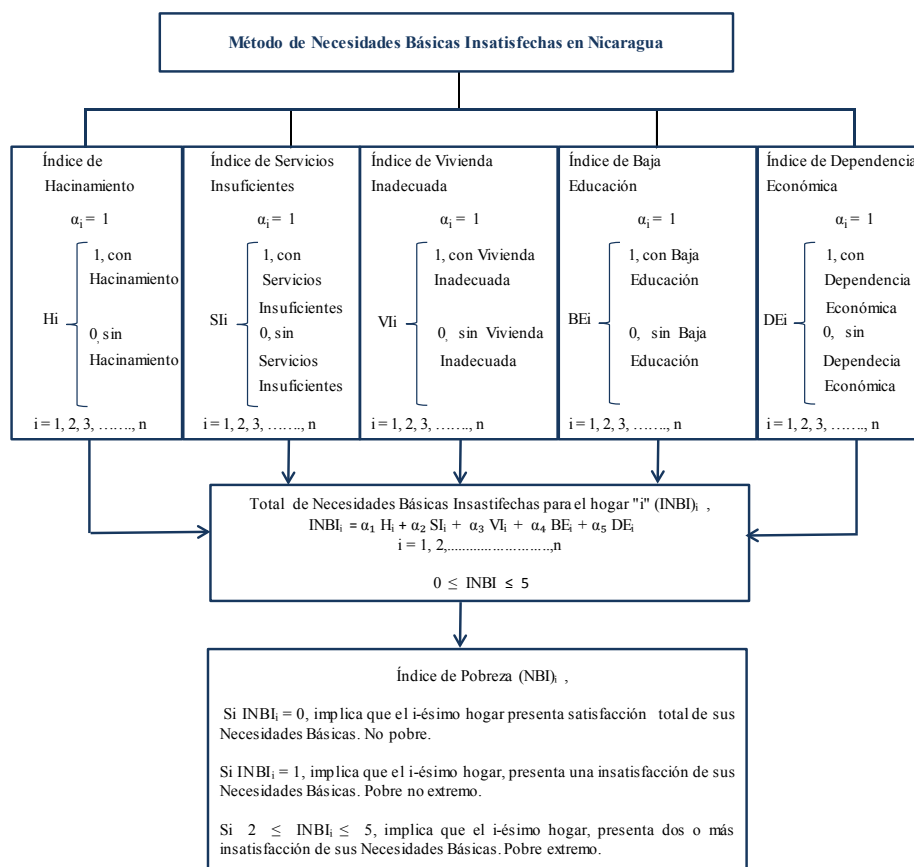 Método de Necesidades Básicas Insatisfechas en Nicaragua
Índice de
Hacinamiento
αi = 1
1, con
Hacinamiento
Hi
0, sin
Hacinamiento
i = 1, 2, 3, ……., n
Índice de Servicios
Insuficientes
αi = 1
1, con
Servicios
Insuficientes
SIi
0, sin
Servicios
Insuficientes
i = 1, 2, 3, ……., n
Índice de Vivienda
Inadecuada
αi = 1
1, con Vivienda
Inadecuada
VIi
0, sin Vivienda
Inadecuada
i = 1, 2, 3, ……., n
Índice de Baja
Educación
αi = 1
1, con Baja
Educación
BEi
0, sin Baja
Educación
i = 1, 2, 3, ……., n
Índice de Dependencia
Económica
αi = 1
1, con
Dependencia
Económica
DEi
0, sin
Dependecia
Económica
i = 1, 2, 3, ……., n
Total de Necesidades Básicas Insastifechas para el hogar "i" (INBI)i ,
INBIi = α1 Hi + α2 SIi + α3 VIi + α4 BEi + α5 DEi
i = 1, 2,..............................,n
0 ≤ INBI ≤ 5
Índice de Pobreza (NBI)i ,
Si INBIi = 0, implica que el i-ésimo hogar presenta satisfacción total de sus
Necesidades Básicas. No pobre.
Si INBIi = 1, implica que el i-ésimo hogar, presenta una insatisfacción de sus
Necesidades Básicas. Pobre no extremo.
Si 2 ≤ INBIi ≤ 5, implica que el i-ésimo hogar, presenta dos o más
insatisfacción de sus Necesidades Básicas. Pobre extremo.